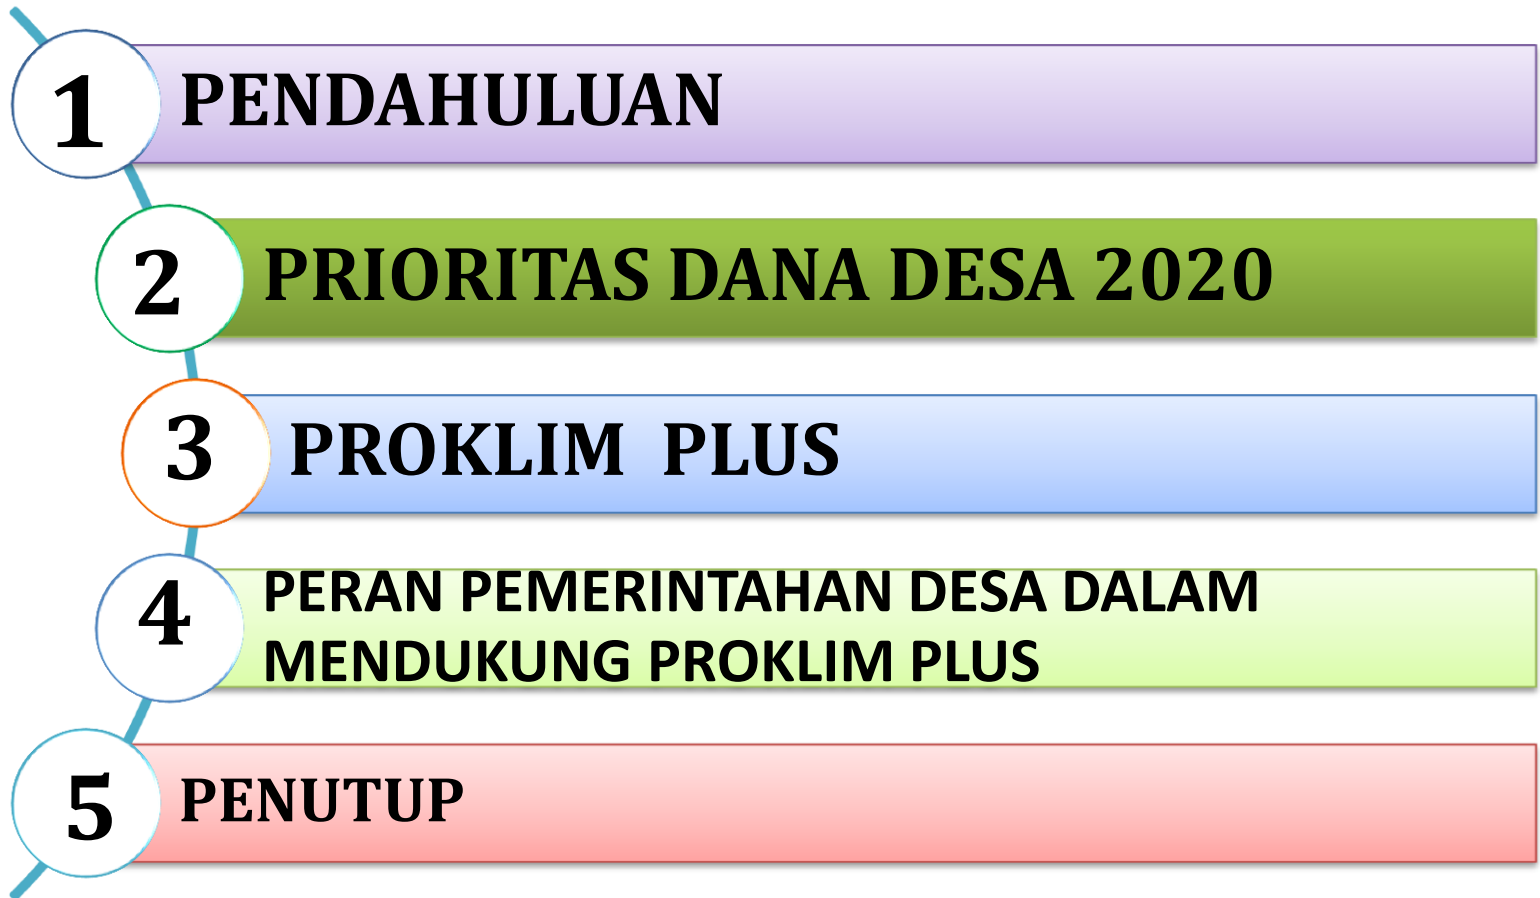 1 PENDAHULUAN
2 PRIORITAS DANA DESA 2020
3 PROKLIM PLUS
4 PERAN PEMERINTAHAN DESA DALAM
MENDUKUNG PROKLIM PLUS
5 PENUTUP